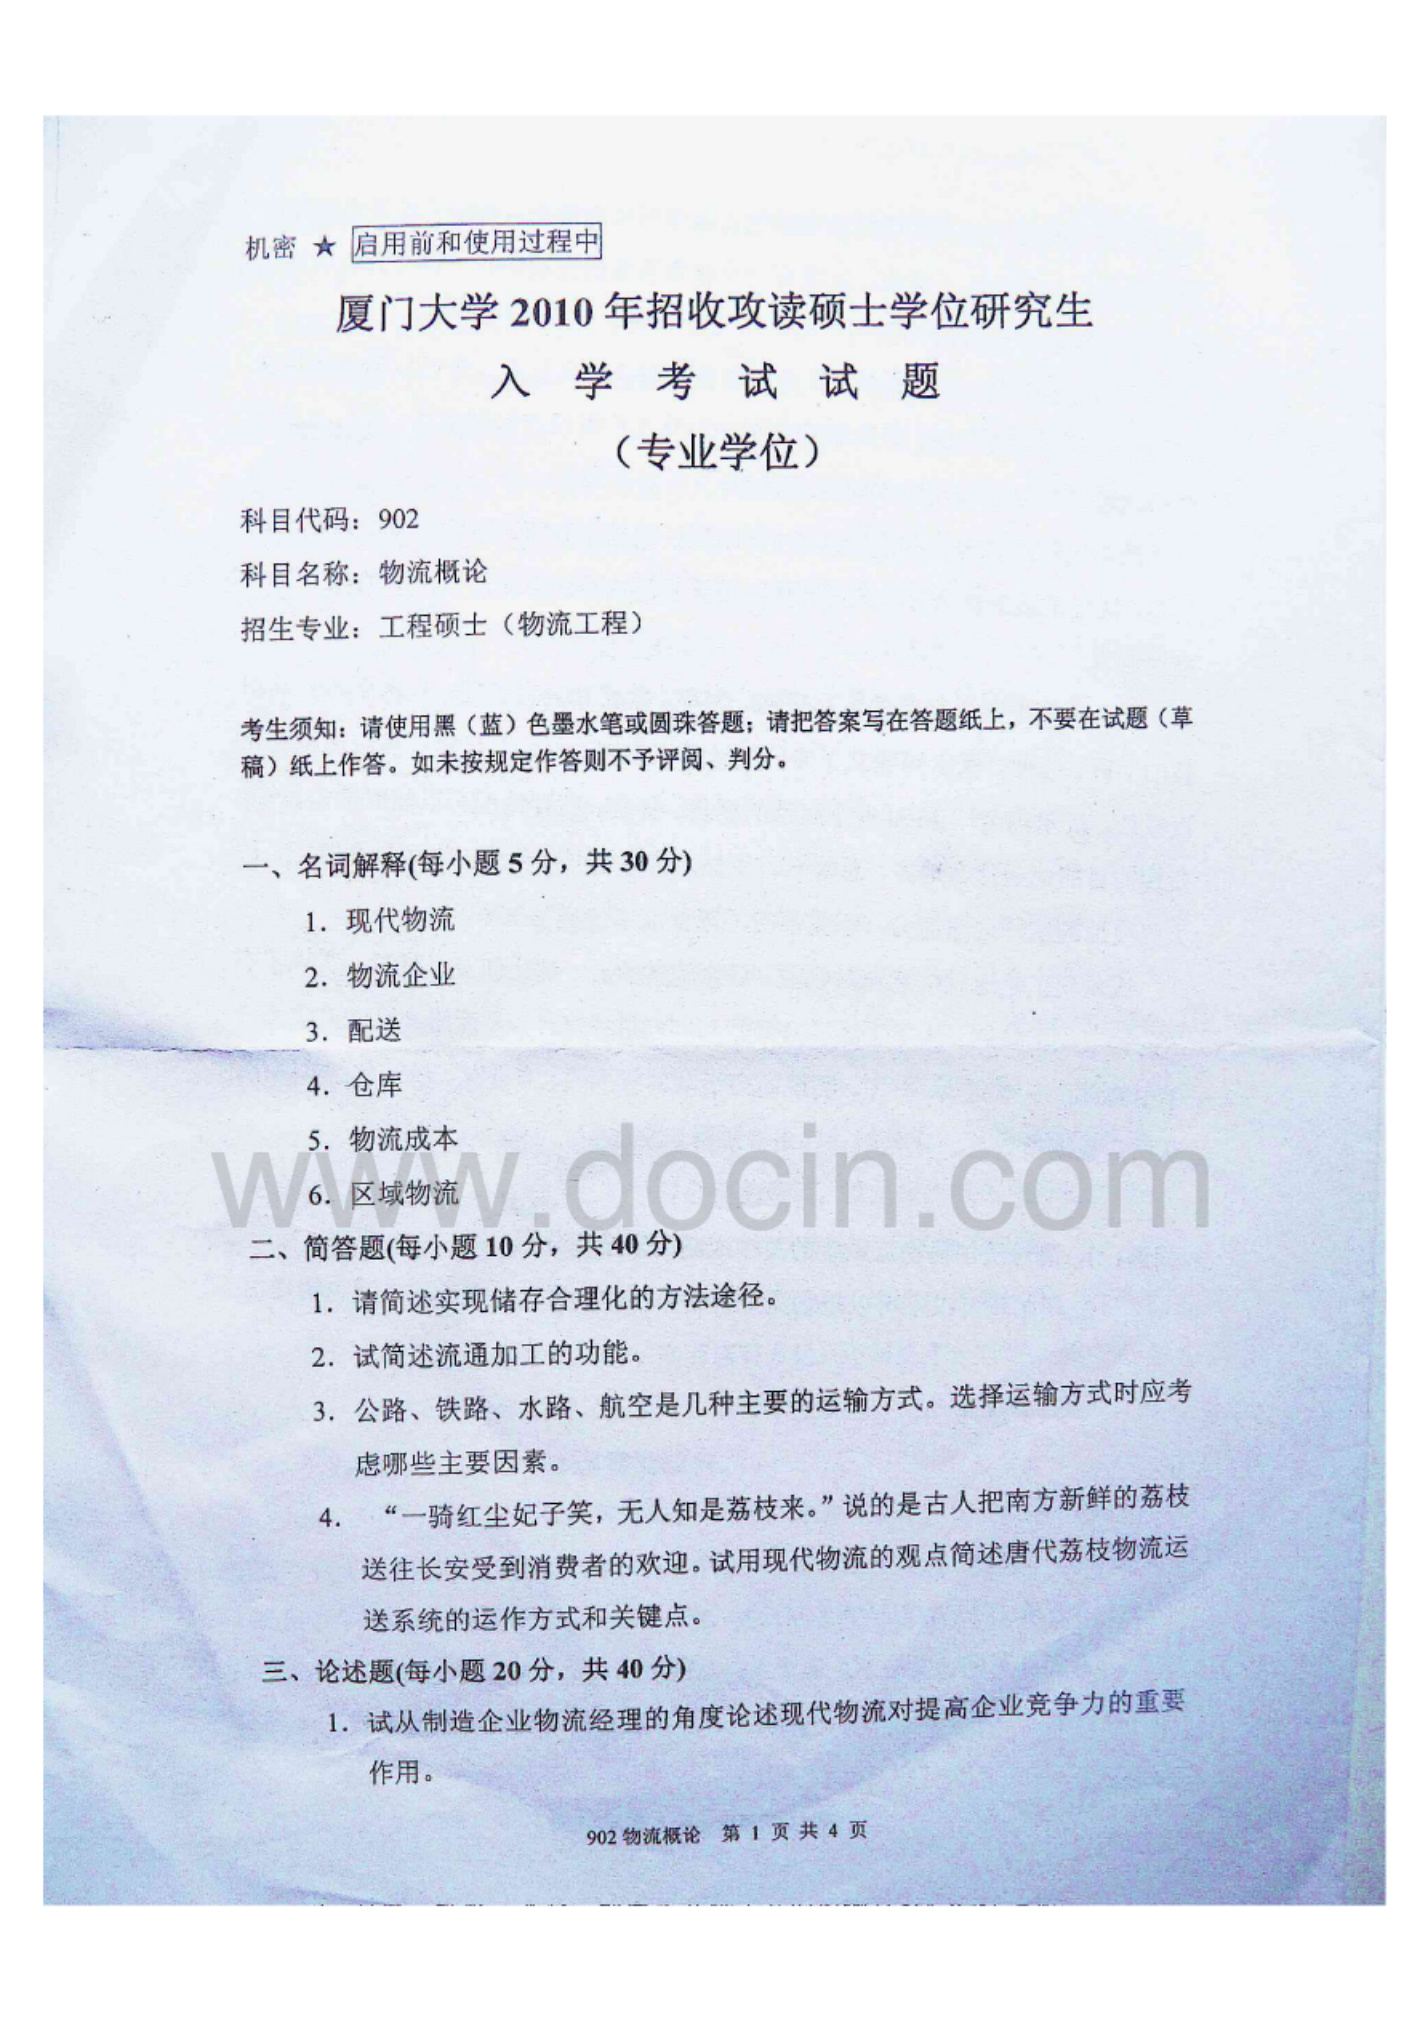 机密 ★ 启用前和使用过程中
厦门大学 2010 年招收攻读硕士学位研究生
入 学 考 试 试 题
（专业学位）
科目代码：902
科目名称：物流概论
招生专业：工程硕士（物流工程）
考生须知：请使用黑（蓝）色墨水笔或圆珠答题；请把答案写在答题纸上，不要在试题（草
稿）纸上作答。如未按规定作答则不予评阅、判分。
一、名词解释(每小题 5 分，共 30 分)
1．现代物流
2．物流企业
3．配送
4．仓库
5．物流成本
6．区域物流
www.docin.com
二、简答题(每小题 10 分，共 40 分)
1．请简述实现储存合理化的方法途径。
2．试简述流通加工的功能。
3．公路、铁路、水路、航空是几种主要的运输方式。选择运输方式时应考
虑哪些主要因素。
4． “一骑红尘妃子笑，无人知是荔枝来。”说的是古人把南方新鲜的荔枝
送往长安受到消费者的欢迎。试用现代物流的观点简述唐代荔枝物流运
送系统的运作方式和关键点。
三、论述题(每小题 20 分，共 40 分)
1．试从制造企业物流经理的角度论述现代物流对提高企业竞争力的重要
作用。
902 物流概论 第 1 页 共 4 页